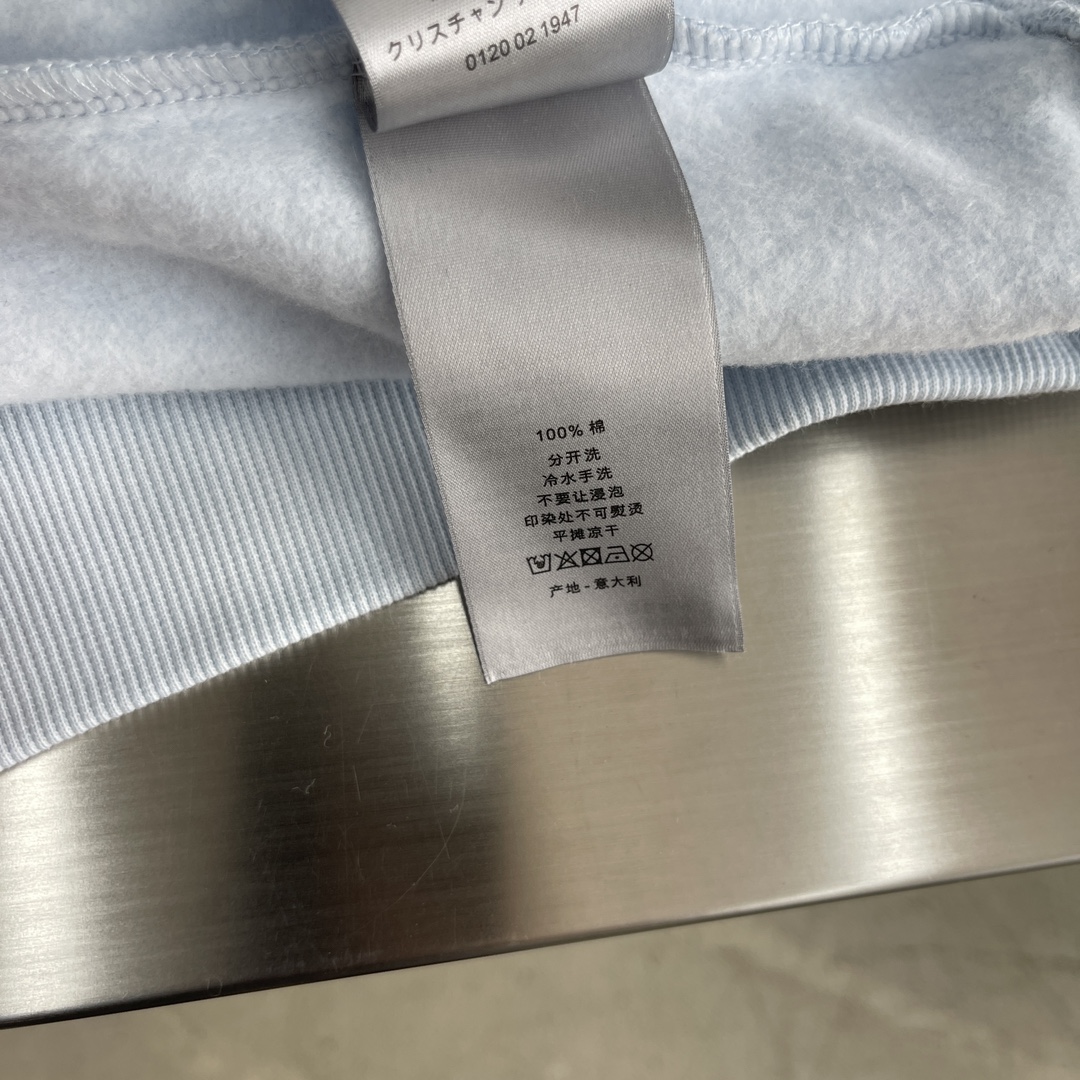 クリスチャン
0120 02 1947
100% 棉
分开洗
冷水手洗
不要让浸泡
印染处不可熨烫
平摊凉干
产地 - 意大利